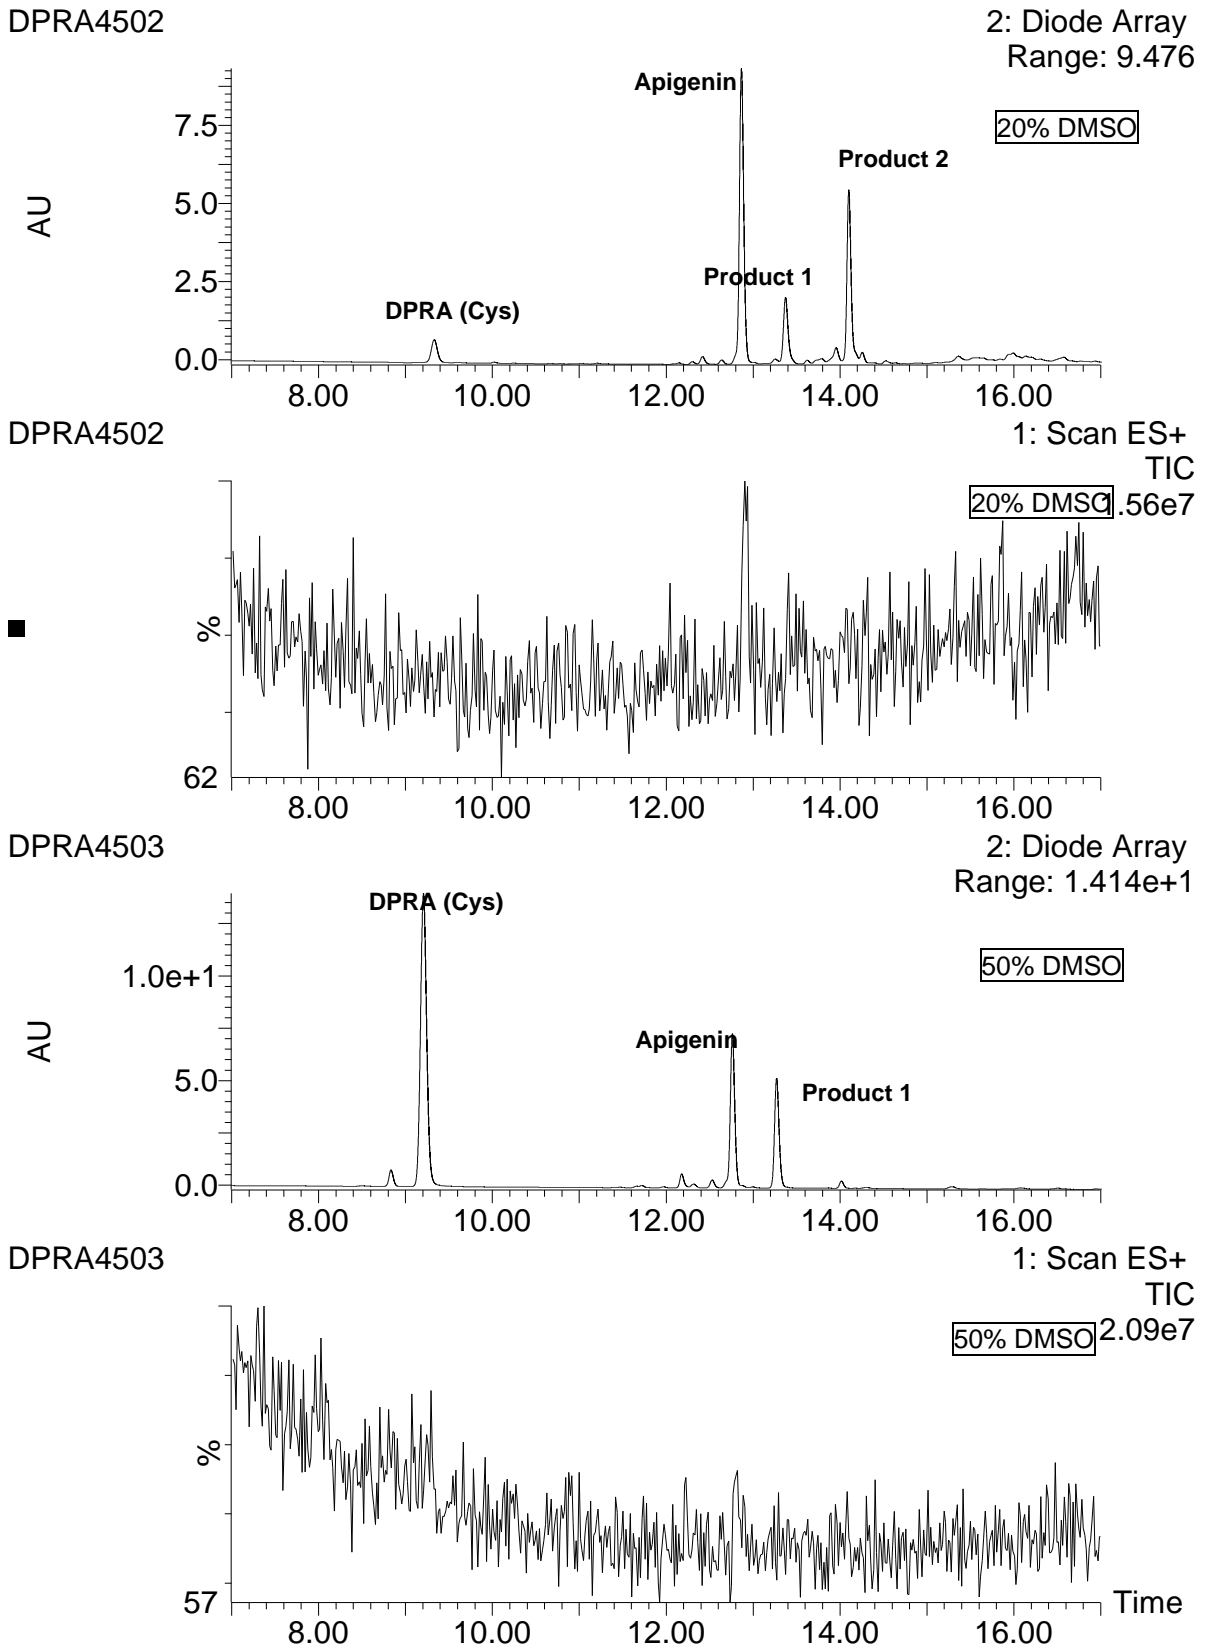 DPRA4502
2: Diode Array
Range: 9.476
20% DMSO
AU
7.5
5.0
2.5
0.0
Apigenin
Product 2
Product 1
DPRA (Cys)
8.00 10.00 12.00 14.00 16.00
DPRA4502
1: Scan ES+
TIC
1.56e7
20% DMSO
%
62
8.00 10.00 12.00 14.00 16.00
DPRA4503
2: Diode Array
Range: 1.414e+1
50% DMSO
AU
1.0e+1
5.0
0.0
DPRA (Cys)
Apigenin
Product 1
8.00 10.00 12.00 14.00 16.00
DPRA4503
1: Scan ES+
TIC
2.09e7
50% DMSO
%
57
Time
8.00 10.00 12.00 14.00 16.00